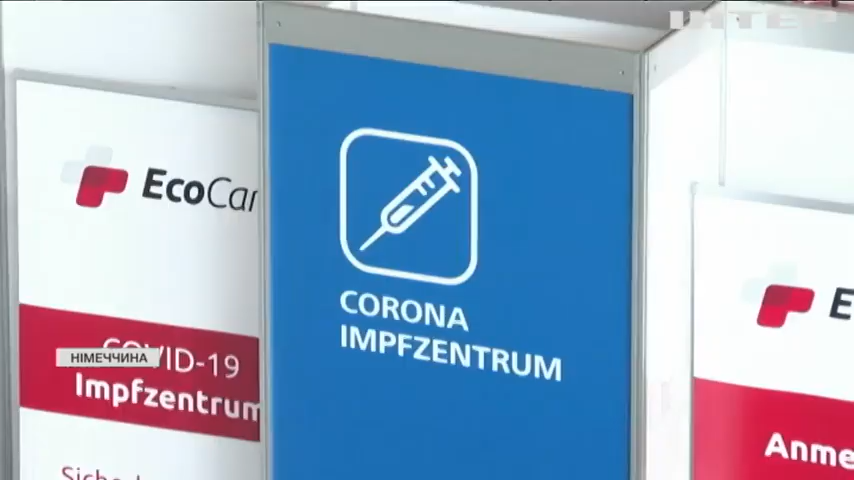 ІНТЕР
EcoCar
COVID-19
Impfzentrum
НІМЕЧЧИНА
CORONA
IMPFZENTRUM
E
Anme